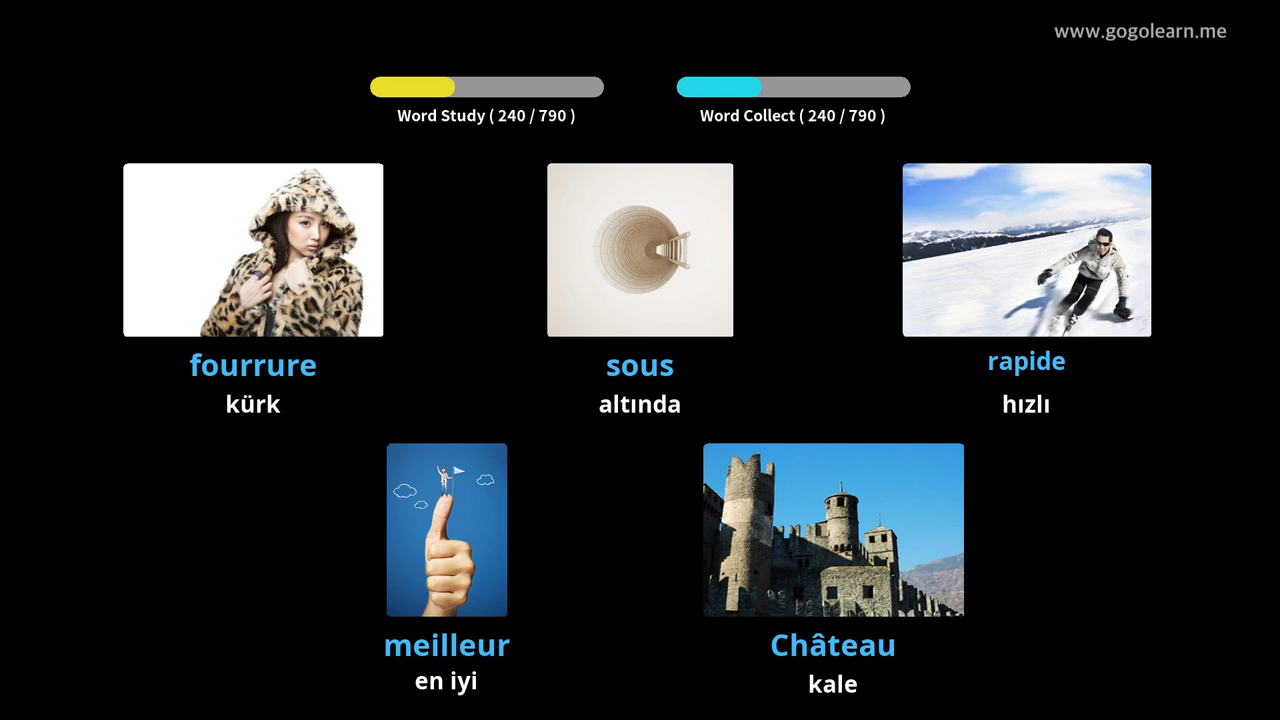 www.gogolearn.me
Word Study ( 240 / 790 )
Word Collect ( 240 / 790 )
fourrure
kürk
sous
altında
rapide
hızlı
meilleur
en iyi
Château
kale